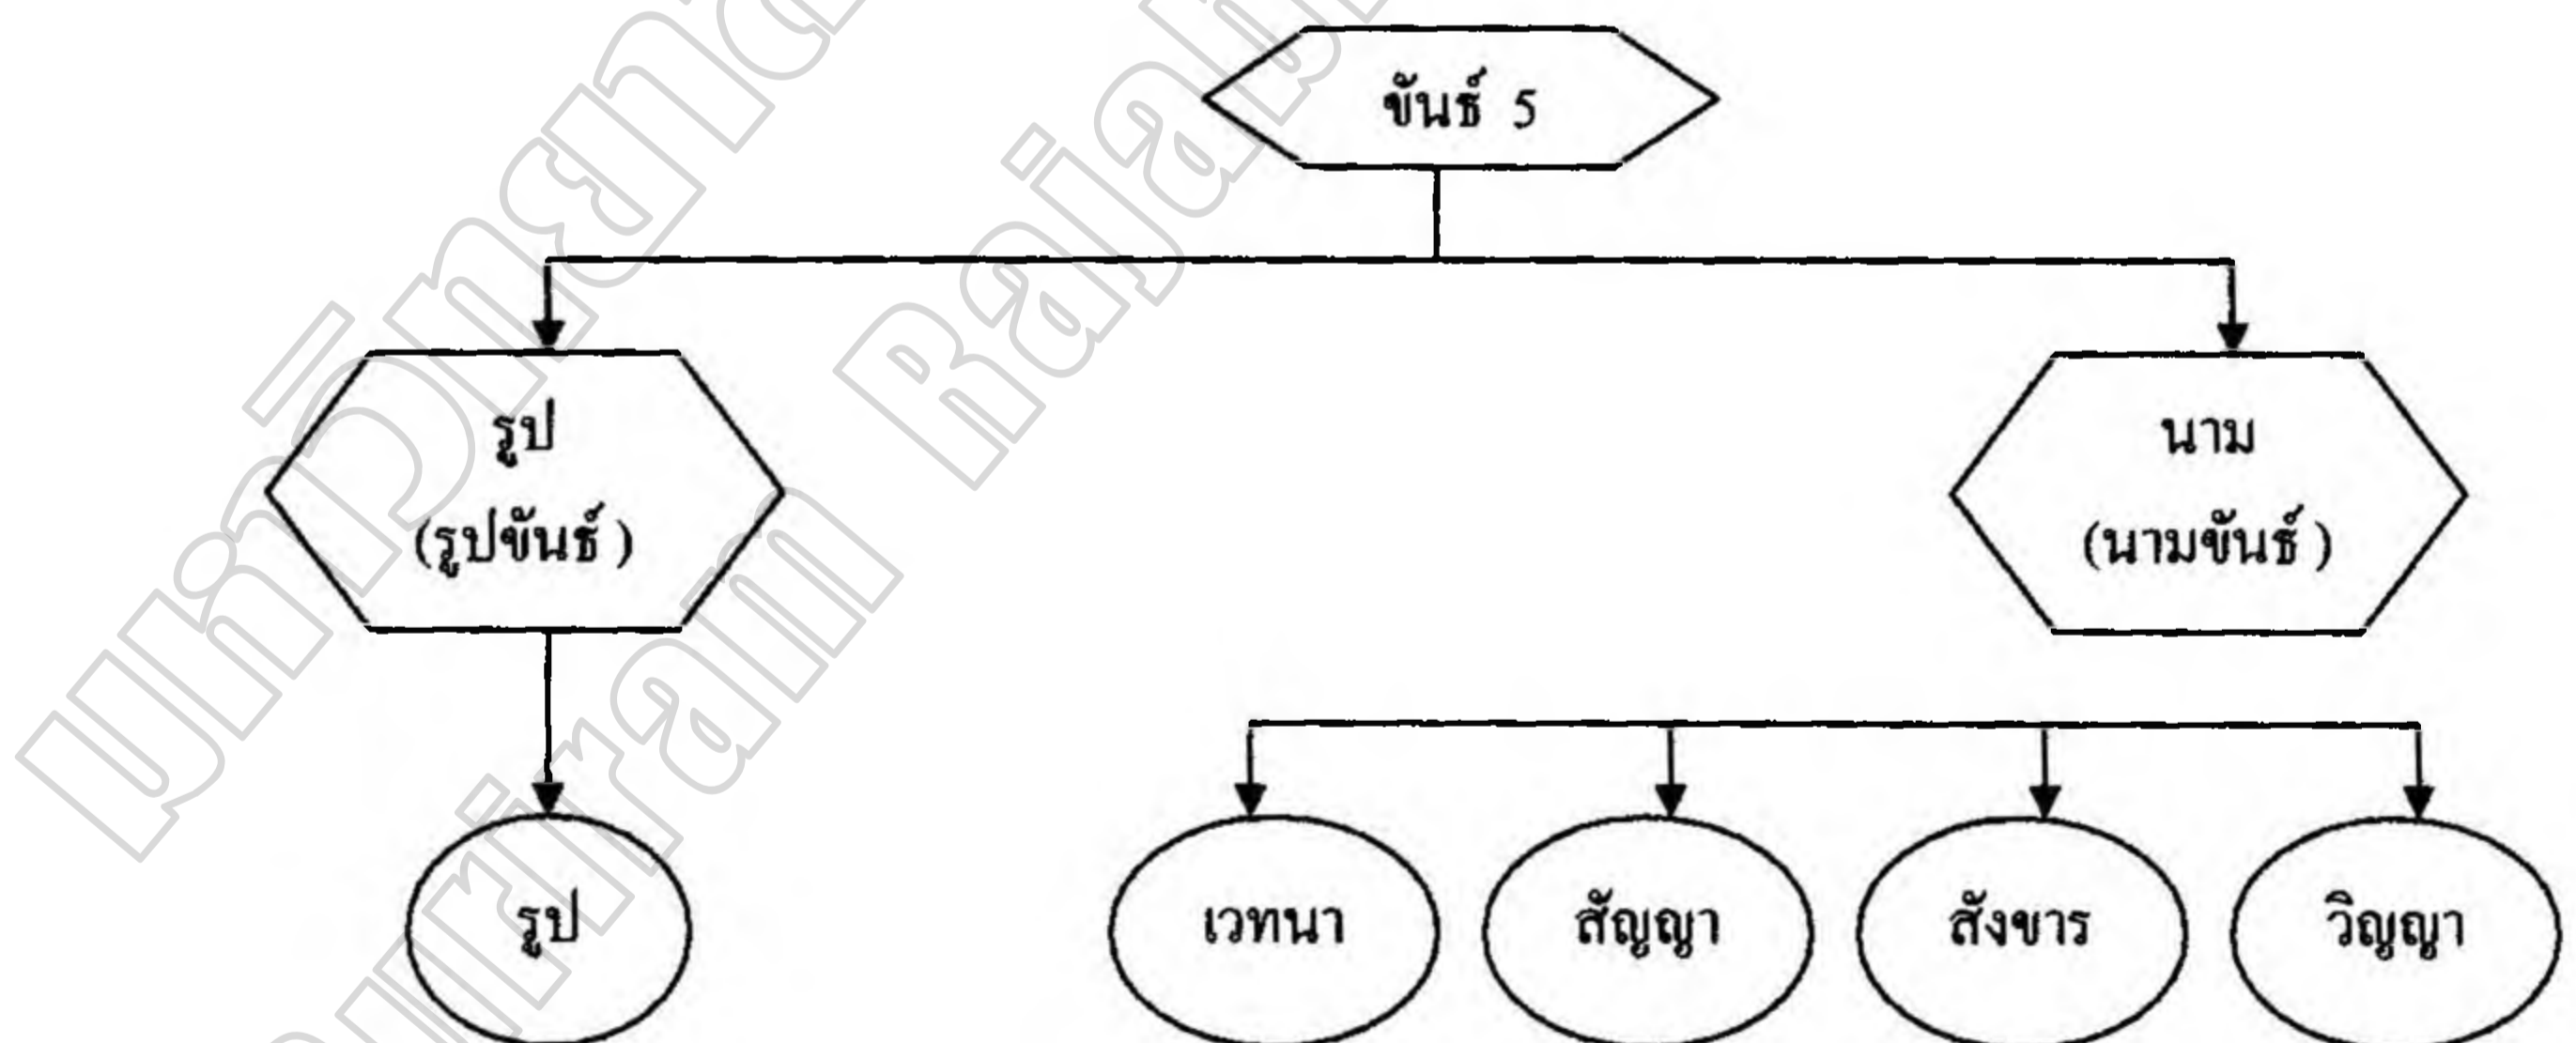 ขันธ์ 5
รูป
(รูปขันธ์ )
นาม
(นามขันธ์ )
รูป
เวทนา
สัญญา
สังขาร
วิญญา